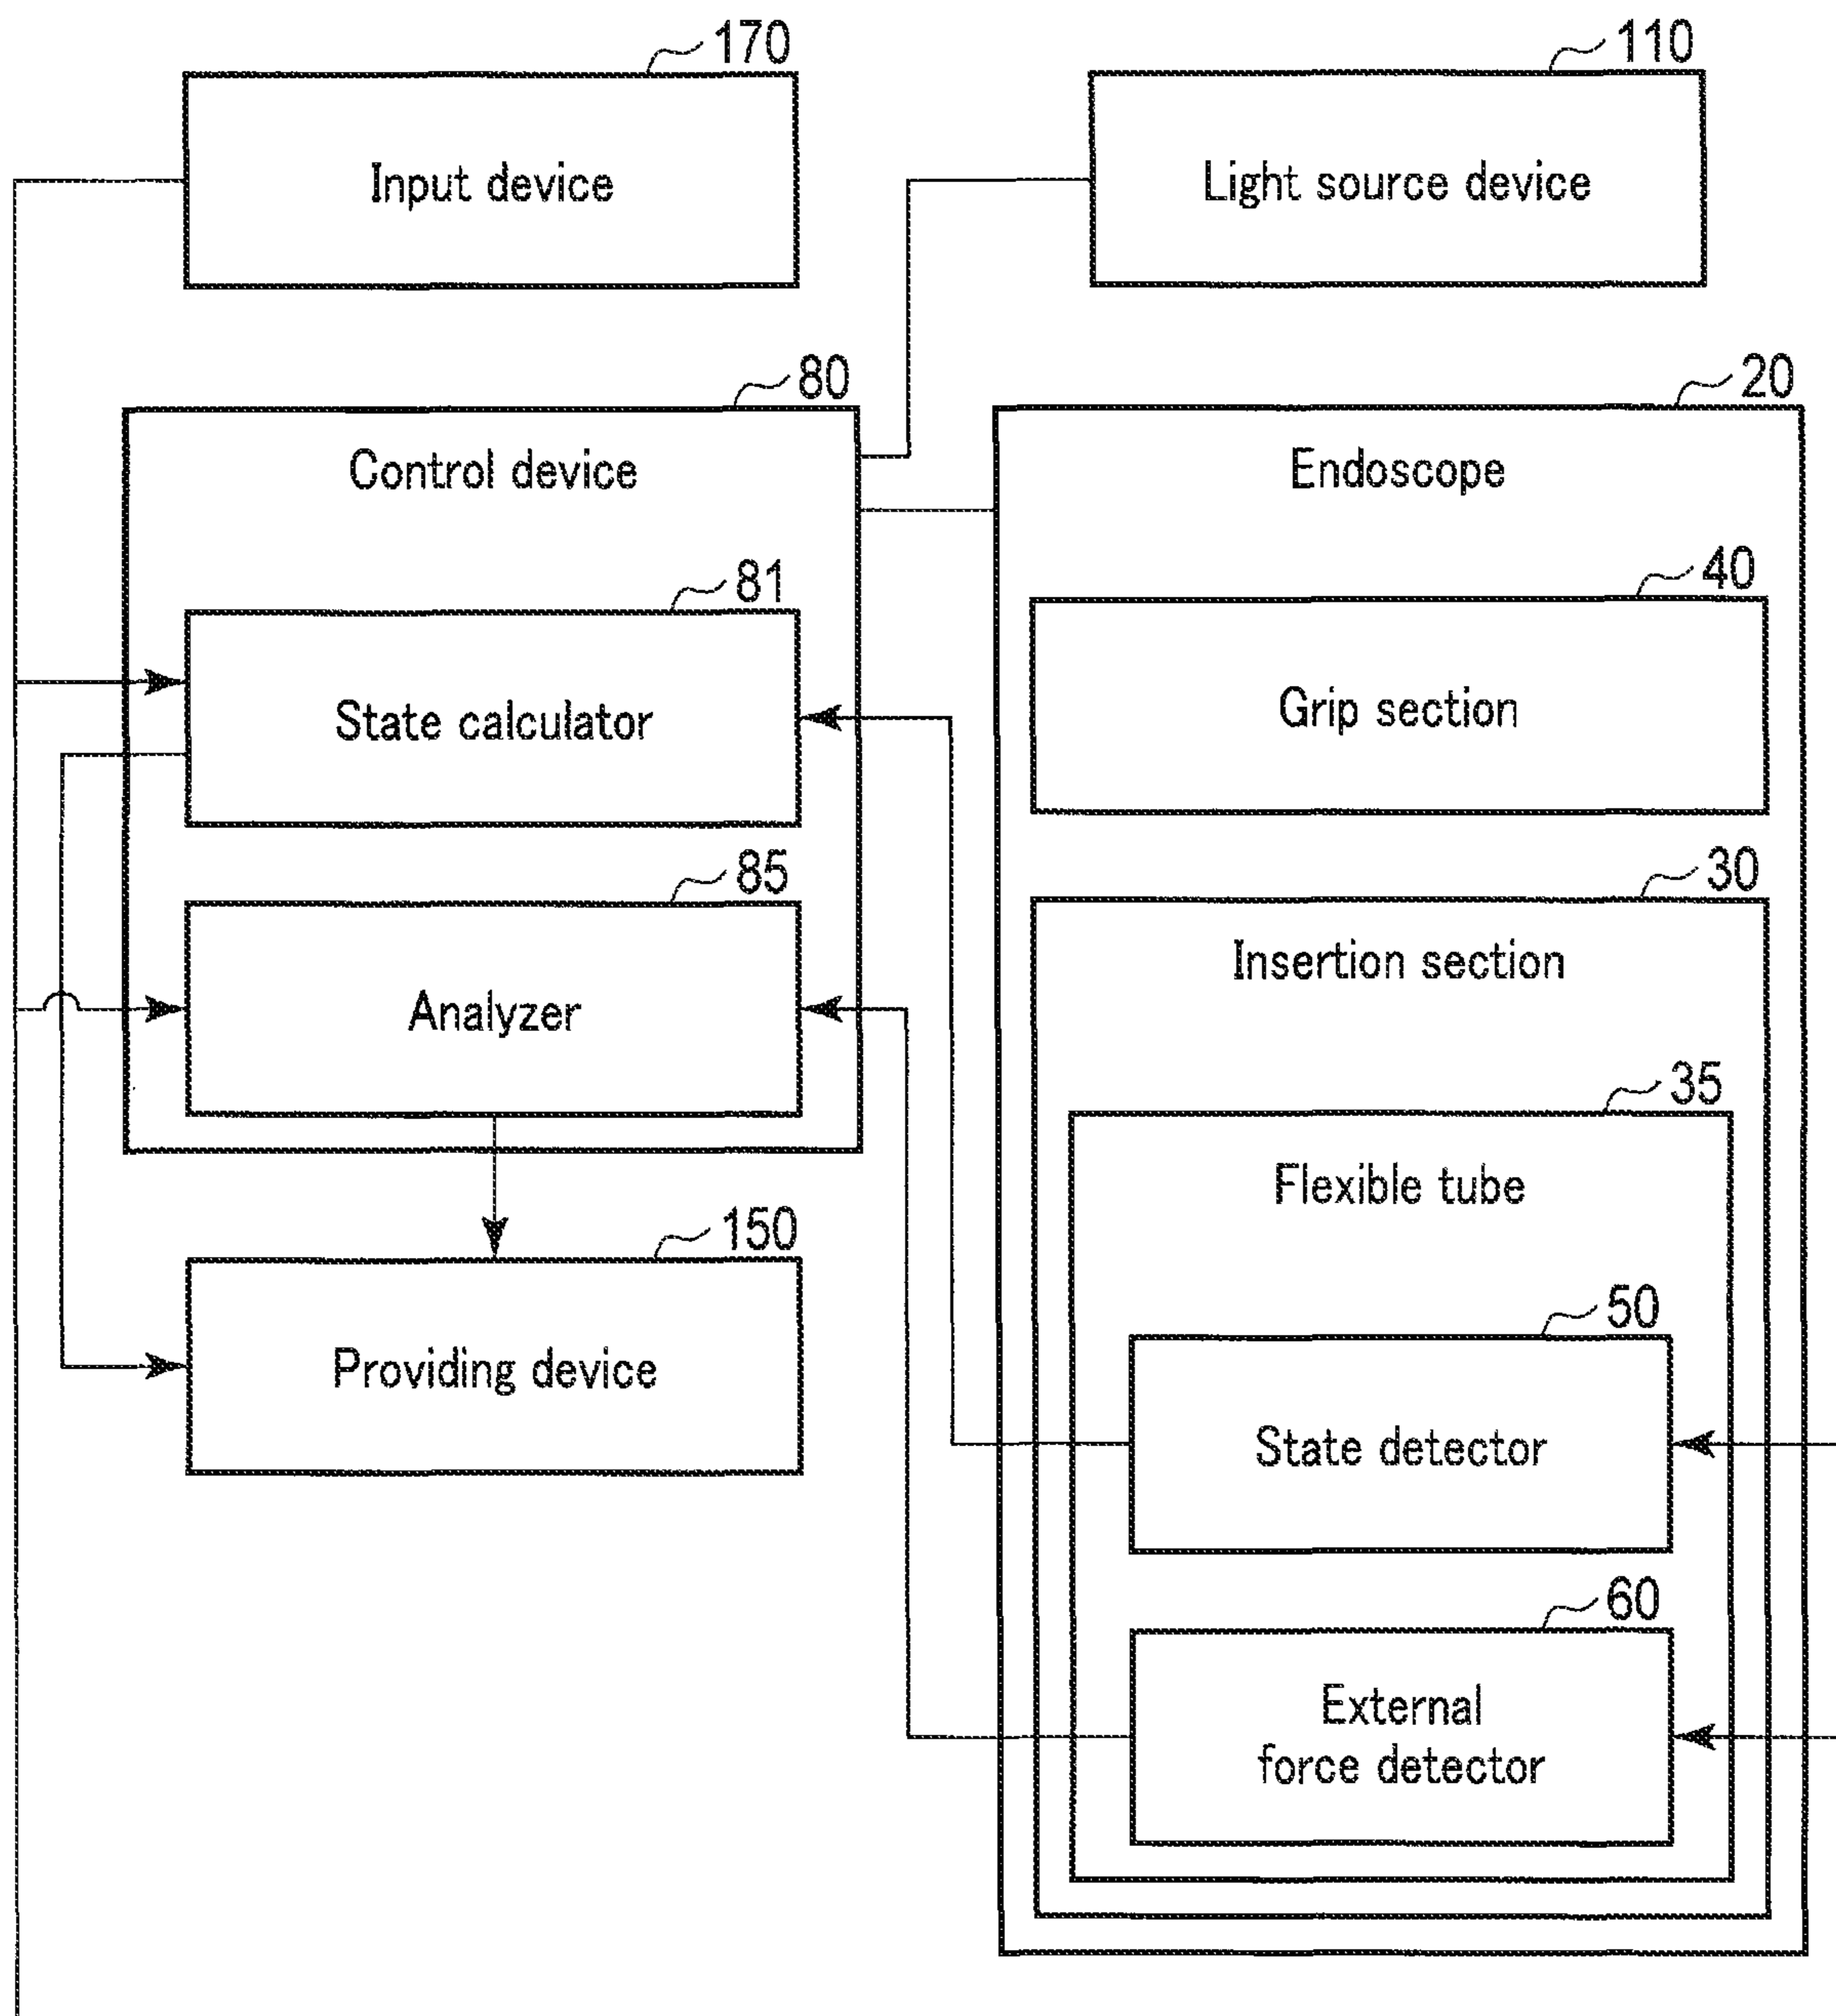 170
Input device
110
Light source device
80
Control device
20
Endoscope
81
State calculator
40
Grip section
85
Analyzer
30
Insertion section
35
Flexible tube
150
Providing device
50
State detector
60
External
force detector